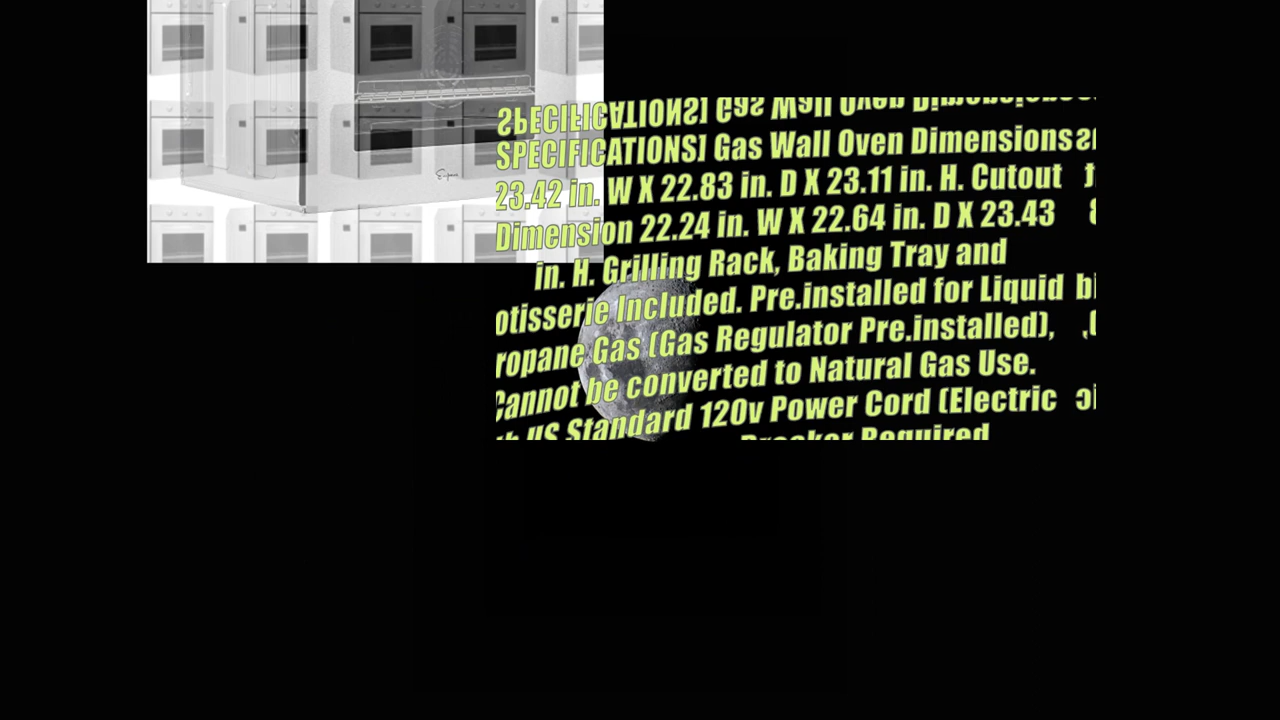 SPECIFICATIONS] Gas Wall Oven Dimensions
23.42 in. W X 22.83 in. D X 23.11 in. H. Cutout
Dimension 22.24 in. W X 22.64 in. D X 23.43
in. H. Grilling Rack, Baking Tray and
otisserie Included. Pre.installed for Liquid
ropane Gas (Gas Regulator Pre.installed),
Cannot be converted to Natural Gas Use.
US Standard 120v Power Cord (Electric
Breaker Required